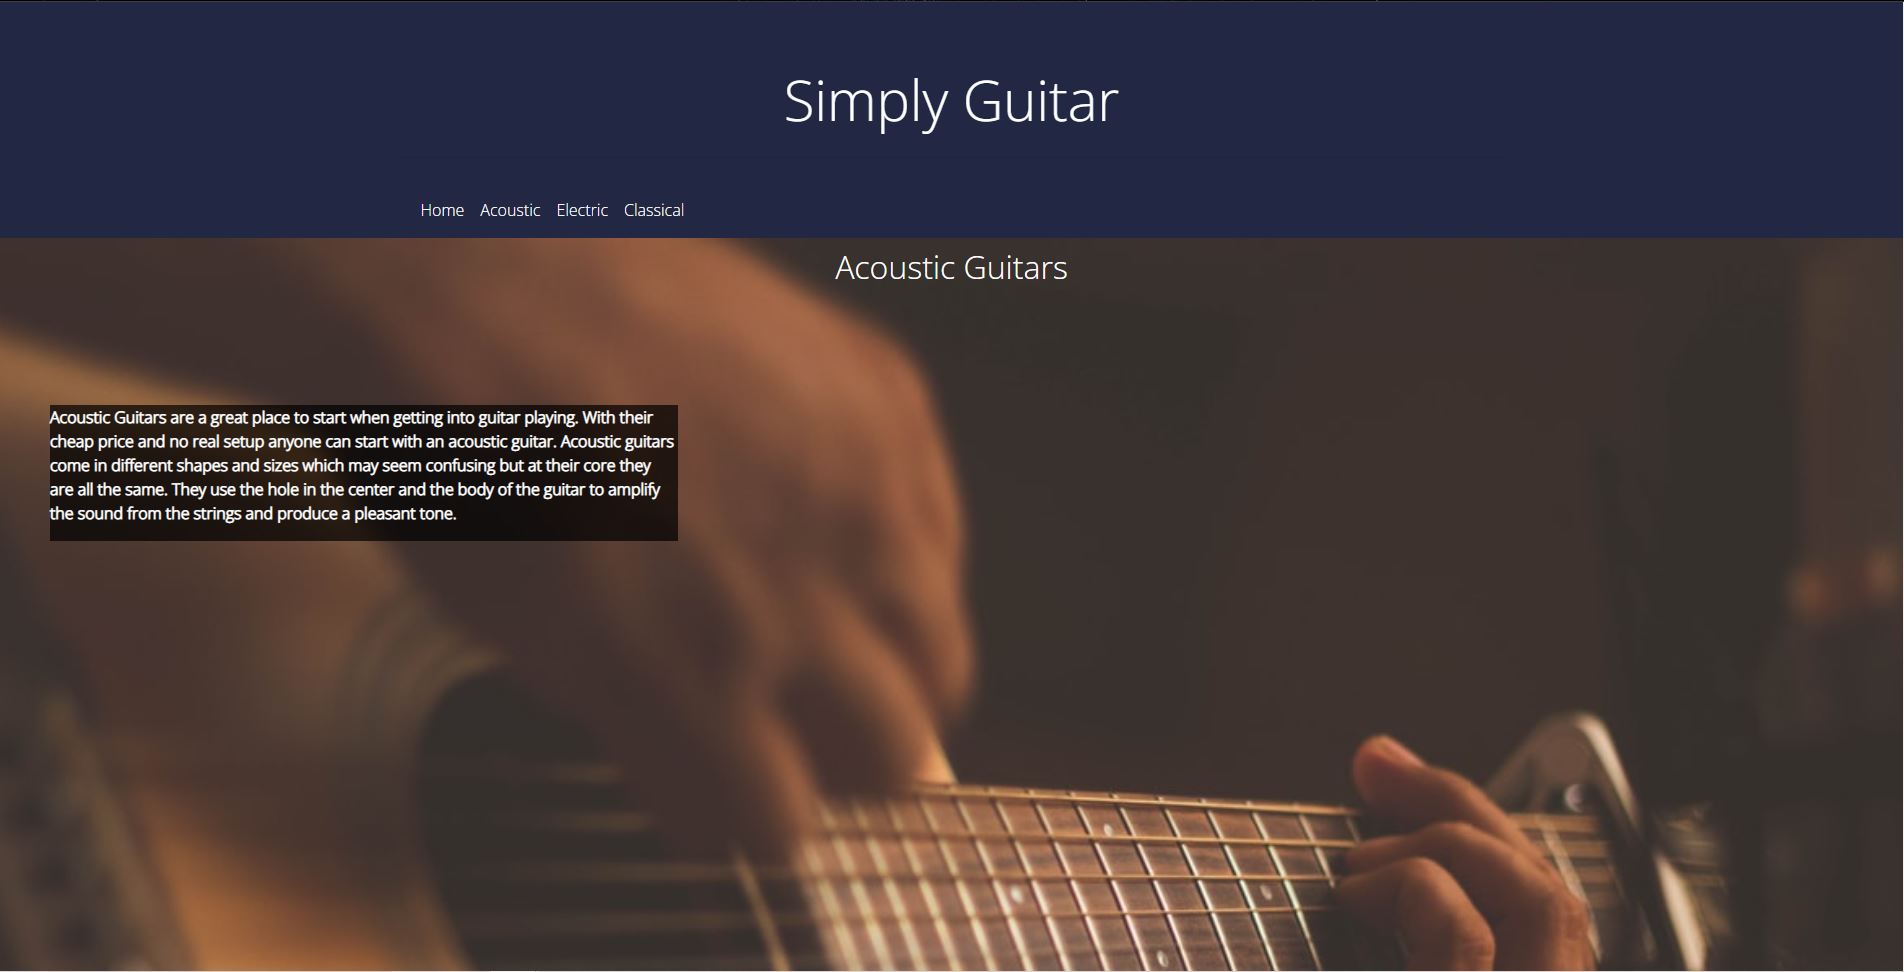 Simply Guitar
Home Acoustic Electric Classical
Acoustic Guitars
Acoustic Guitars are a great place to start when getting into guitar playing. With their
cheap price and no real setup anyone can start with an acoustic guitar. Acoustic guitars
come in different shapes and sizes which may seem confusing but at their core they
are all the same. They use the hole in the center and the body of the guitar to amplify
the sound from the strings and produce a pleasant tone.